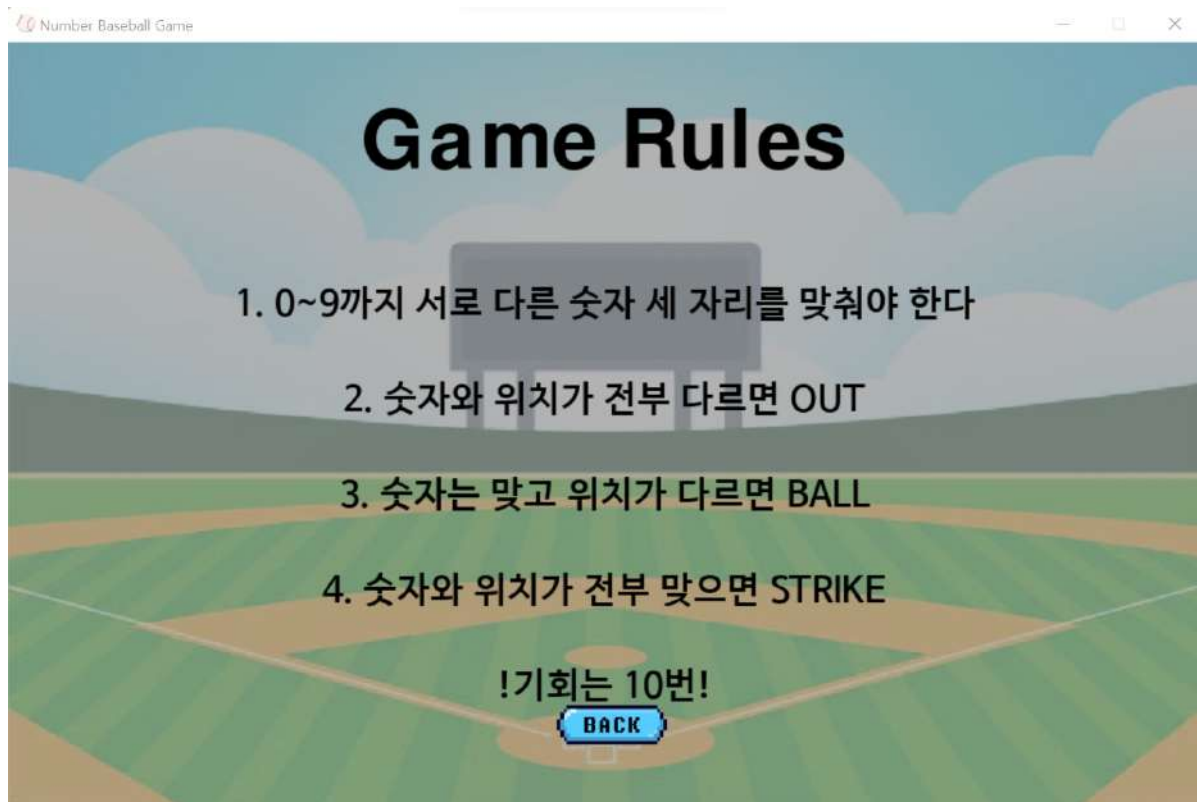 Number Baseball Game
Game Rules
1. 0~9까지 서로 다른 숫자 세 자리를 맞춰야 한다
2. 숫자와 위치가 전부 다르면 OUT
3. 숫자는 맞고 위치가 다르면 BALL
4. 숫자와 위치가 전부 맞으면 STRIKE
!기회는 10번!
BACK